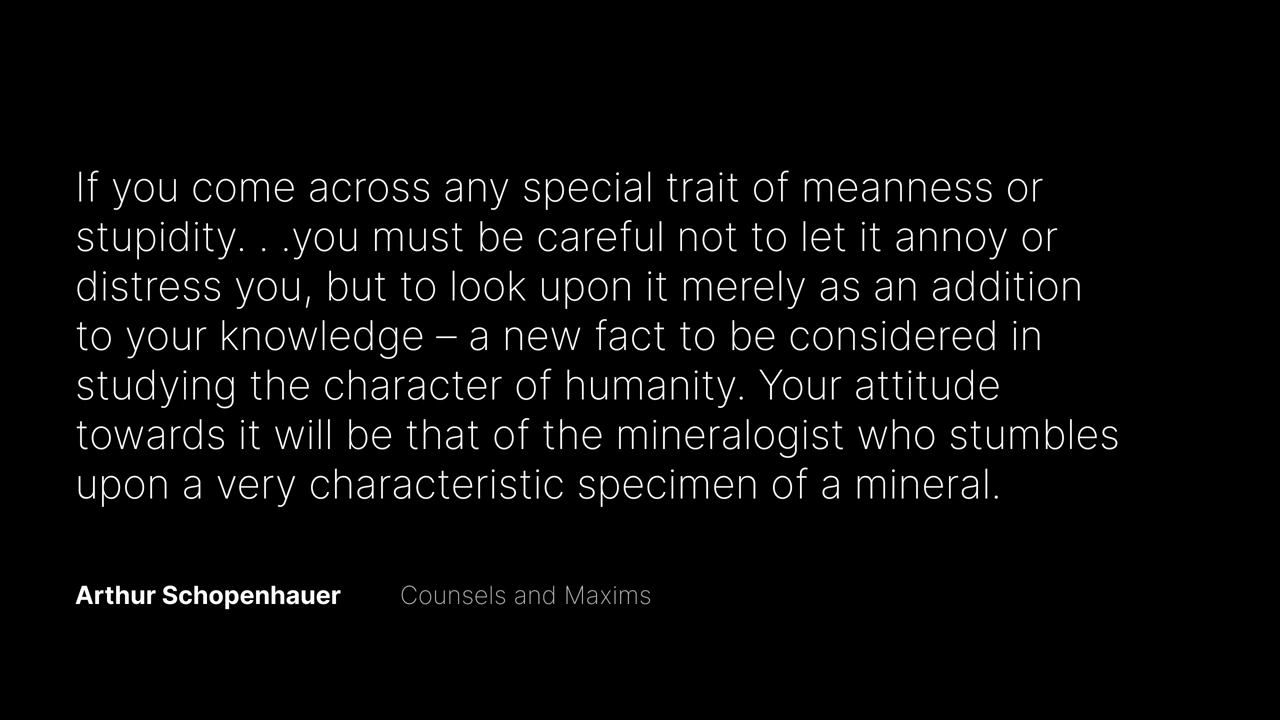 If you come across any special trait of meanness or
stupidity. . .you must be careful not to let it annoy or
distress you, but to look upon it merely as an addition
to your knowledge – a new fact to be considered in
studying the character of humanity. Your attitude
towards it will be that of the mineralogist who stumbles
upon a very characteristic specimen of a mineral.
Arthur Schopenhauer Counsels and Maxims